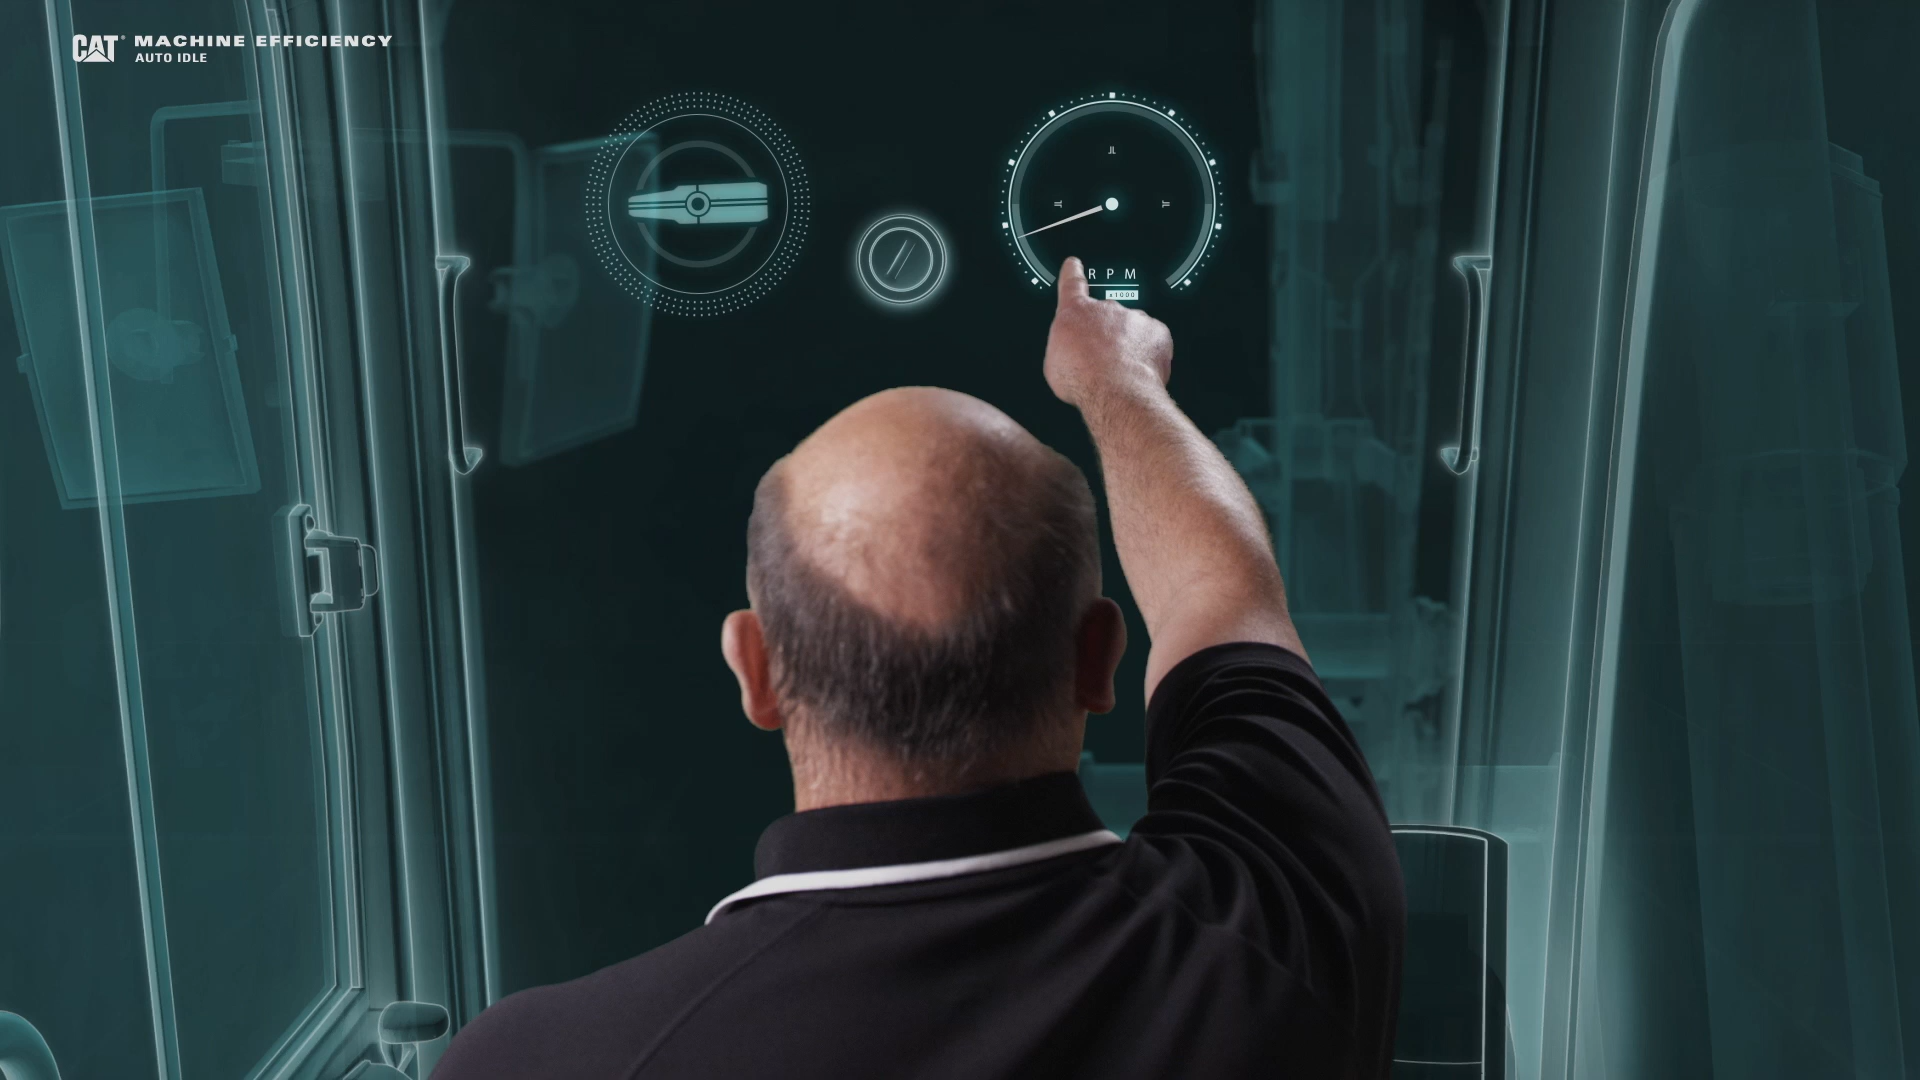 CAT® MACHINE EFFICIENCY
AUTO IDLE
RPM
x1000